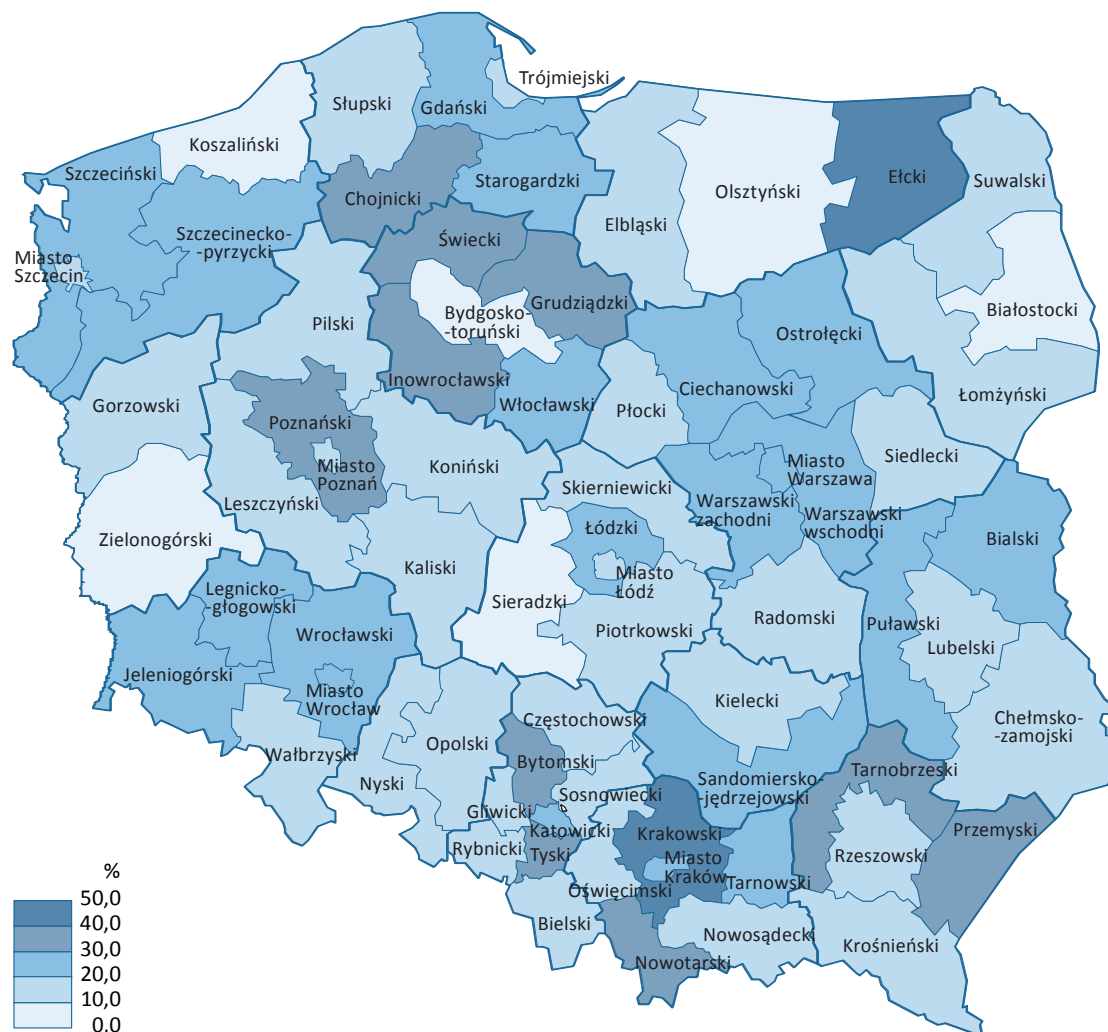 Trójmiejski
Słupski
Gdański
Koszaliński
Szczeciński
Chojnicki
Starogardzki
Olsztyński
Ełcki
Suwalski
Elbląski
Szczecinecko-
-pyrzycki
Świecki
Miasto
Szczecin
Grudziądzki
Bydgosko-
-toruński
Białostocki
Pilski
Ostrołęcki
Inowrocławski
Ciechanowski
Łomżyński
Gorzowski
Włocławski
Płocki
Poznański
Miasto
Poznań
Koniński
Siedlecki
Miasto
Warszawa
Skierniewicki
Leszczyński
Warszawski
zachodni
Warszawski
wschodni
Zielonogórski
Łódzki
Bialski
Kaliski
Miasto
Łódź
Legnicko-
-głogowski
Sieradzki
Radomski
Puławski
Wrocławski
Piotrkowski
Lubelski
Jeleniogórski
Miasto
Wrocław
Kielecki
Chełmsko-
-zamojski
Częstochowski
Opolski
Wałbrzyski
Bytomski
Tarnobrzeski
Nyski
Sandomiersko-
-jędrzejowski
Sosnowiecki
Gliwicki
Katowicki
Krakowski
Przemyski
Rybnicki
Tyski
Miasto
Kraków
Rzeszowski
Tarnowski
Oświęcimski
Bielski
Nowosądecki
Krośnieński
Nowotarski
%
50,0
40,0
30,0
20,0
10,0
0,0